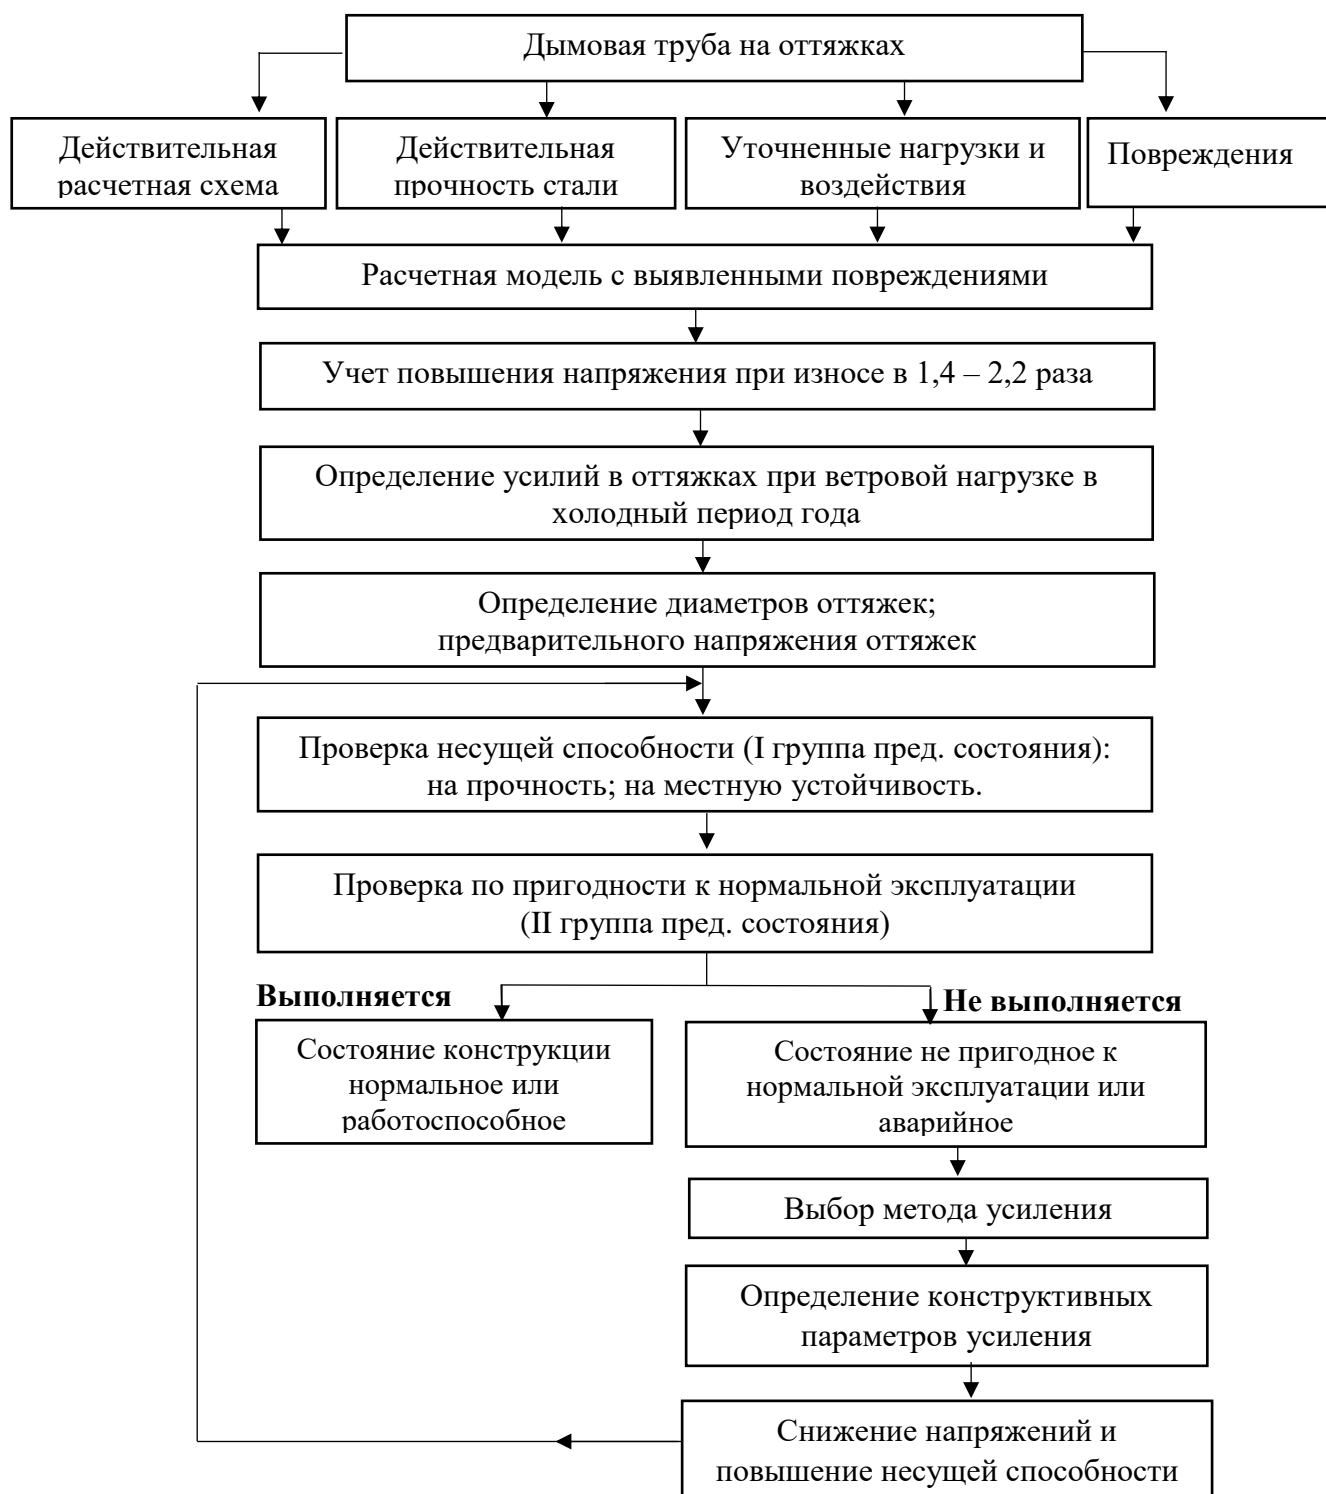 Дымовая труба на оттяжках
Действительная
расчетная схема
Действительная
прочность стали
Уточненные нагрузки и
воздействия
Повреждения
Расчетная модель с выявленными повреждениями
Учет повышения напряжения при износе в 1,4 – 2,2 раза
Определение усилий в оттяжках при ветровой нагрузке в
холодный период года
Определение диаметров оттяжек;
предварительного напряжения оттяжек
Проверка несущей способности (I группа пред. состояния):
на прочность; на местную устойчивость.
Проверка по пригодности к нормальной эксплуатации
(II группа пред. состояния)
Выполняется
Не выполняется
Состояние конструкции
нормальное или
работоспособное
Состояние не пригодное к
нормальной эксплуатации или
аварийное
Выбор метода усиления
Определение конструктивных
параметров усиления
Снижение напряжений и
повышение несущей способности